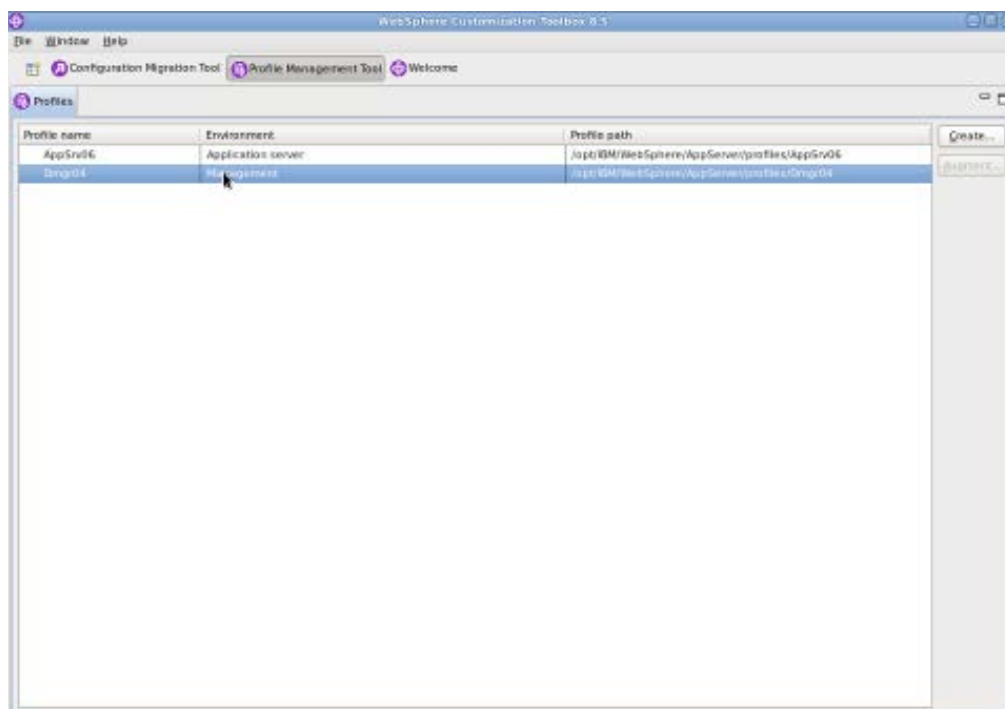 WebSphere Customization Toolbox 8.5
File Window Help
Configuration Migration Tool Profile Management Tool Welcome
Profiles
Profile name Environment Profile path
Create...
AppSrv06 Application server /opt/IBM/WebSphere/AppServer/profiles/AppSrv06
Dmgr04 Management /opt/IBM/WebSphere/AppServer/profiles/Dmgr04
Augment...